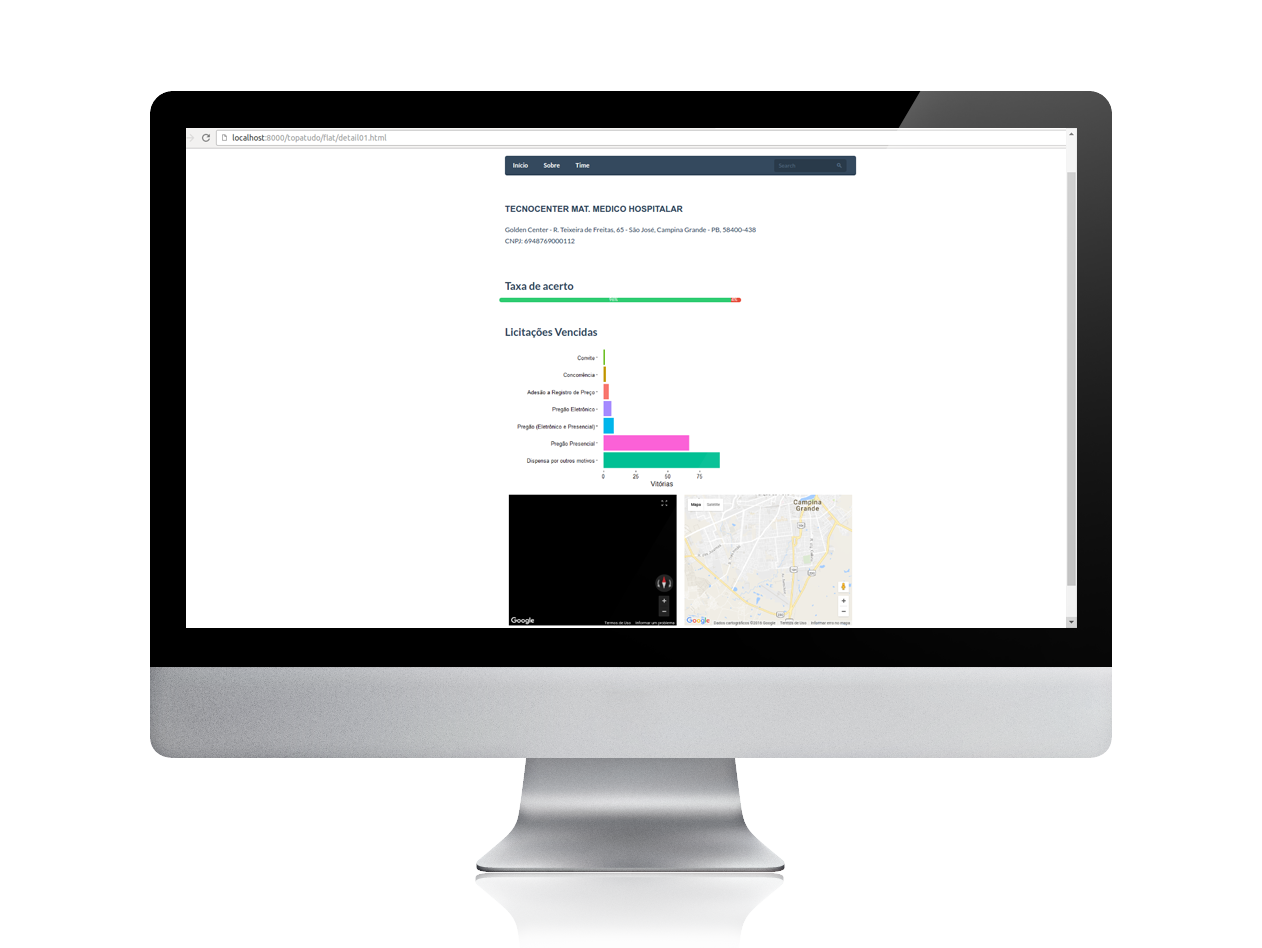 localhost:8000/topatudo/flat/detail01.html
Início Sobre Time Search
TECNOCENTER MAT. MEDICO HOSPITALAR
Golden Center - R. Teixeira de Freitas, 65 - São José, Campina Grande - PB, 58400-438
CNPJ: 6948769000112
Taxa de acerto
Licitações Vencidas
Convite
Concorrência
Adesão a Registro de Preço
Pregão Eletrônico
Pregão (Eletrônico e Presencial)
Pregão Presencial
Dispensa por outros motivos
0 25 50 75
Vitórias
Mapa Satélite
Campina
Grande
Google Termos de Uso Informar um problema
Google Dados cartográficos ©2016 Google Termos de Uso Informar erro no mapa